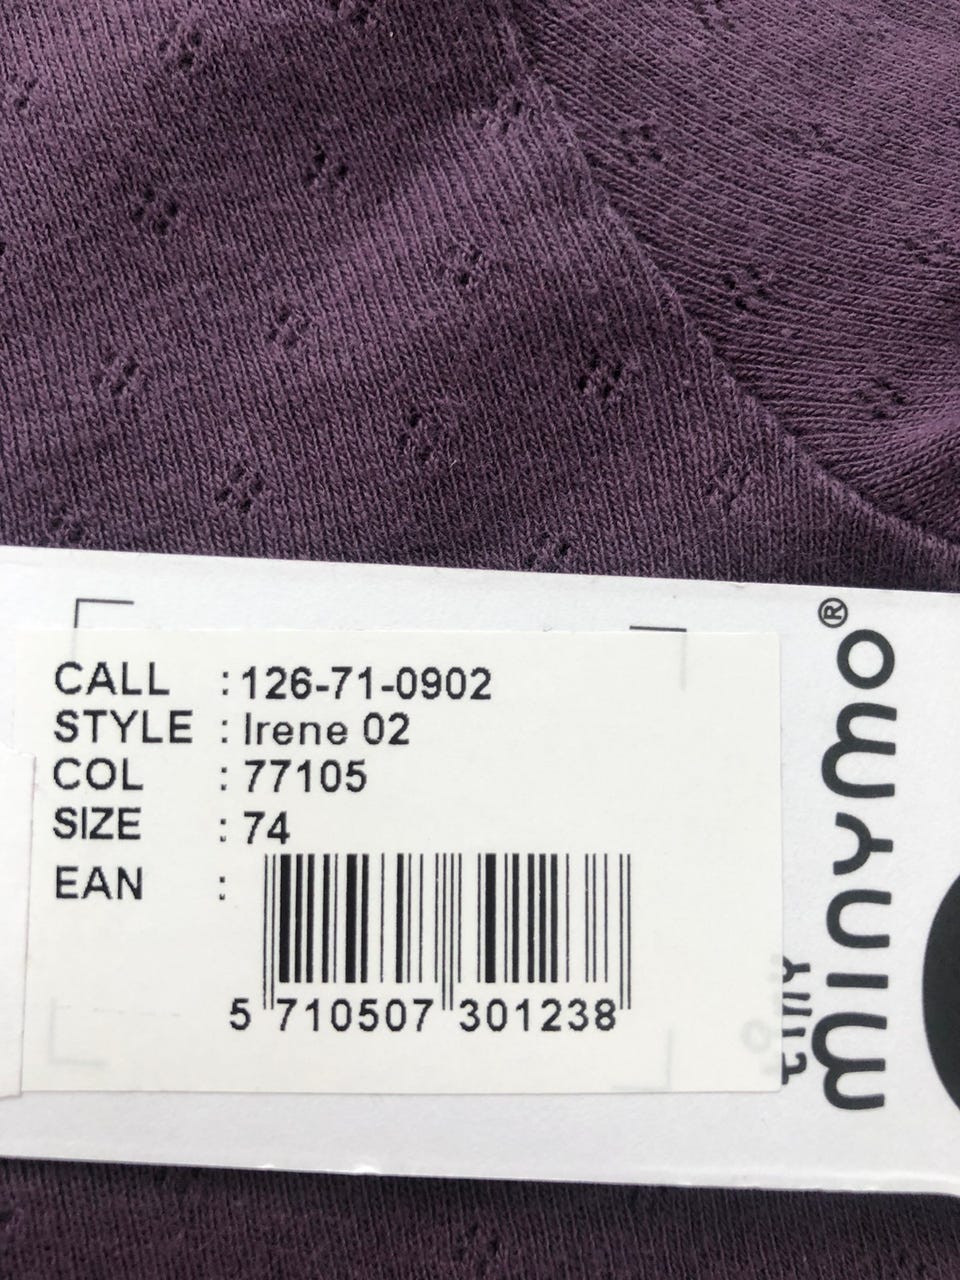 CALL : 126-71-0902
STYLE : Irene 02
COL : 77105
SIZE : 74
EAN :
5 710507 301238
minymo®